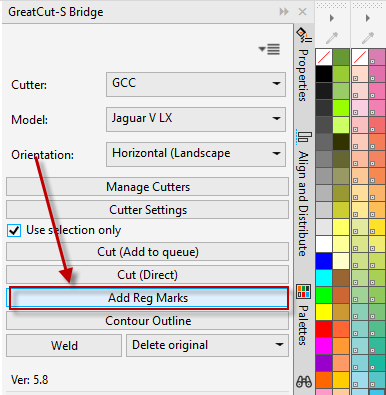 GreatCut-S Bridge
Cutter: GCC
Model: Jaguar V LX
Orientation: Horizontal (Landscape
Manage Cutters
Cutter Settings
Use selection only
Cut (Add to queue)
Cut (Direct)
Add Reg Marks
Contour Outline
Weld Delete original
Ver: 5.8
Properties
Align and Distribute
Palettes